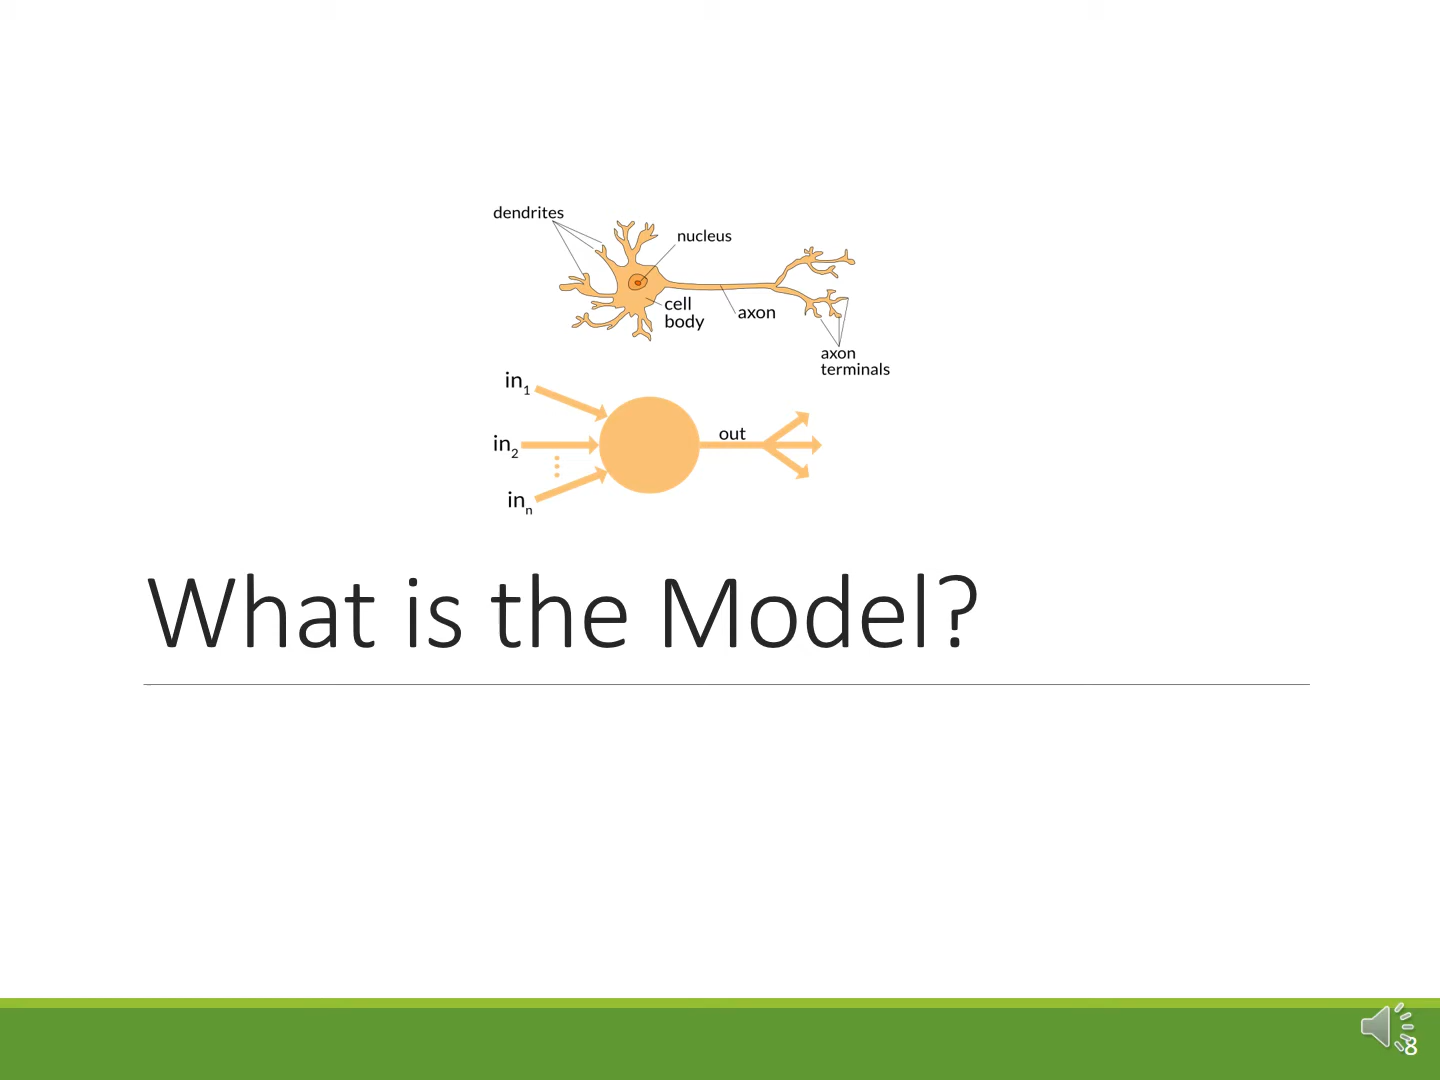 dendrites
nucleus
cell
body
axon
axon
terminals
in1
in2
inn
out
What is the Model?
8